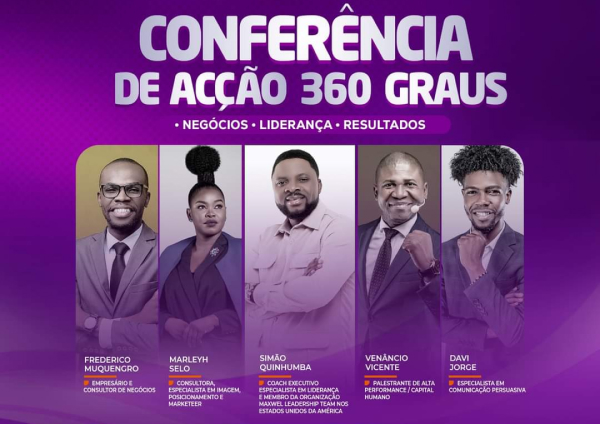 CONFERÊNCIA
DE ACÇÃO 360 GRAUS
• NEGÓCIOS • LIDERANÇA • RESULTADOS
FREDERICO
MUQUENGRO
EMPRESÁRIO E
CONSULTOR DE NEGÓCIOS
MARLEYH
SELO
CONSULTORA,
ESPECIALISTA EM IMAGEM,
POSICIONAMENTO E
MARKETEER
SIMÃO
QUINHUMBA
COACH EXECUTIVO
ESPECIALISTA EM LIDERANÇA
E MEMBRO DA ORGANIZAÇÃO
MAXWEL LEADERSHIP TEAM NOS
ESTADOS UNIDOS DA AMÉRICA
VENÂNCIO
VICENTE
PALESTRANTE DE ALTA
PERFORMANCE / CAPITAL
HUMANO
DAVI
JORGE
ESPECIALISTA EM
COMUNICAÇÃO PERSUASIVA